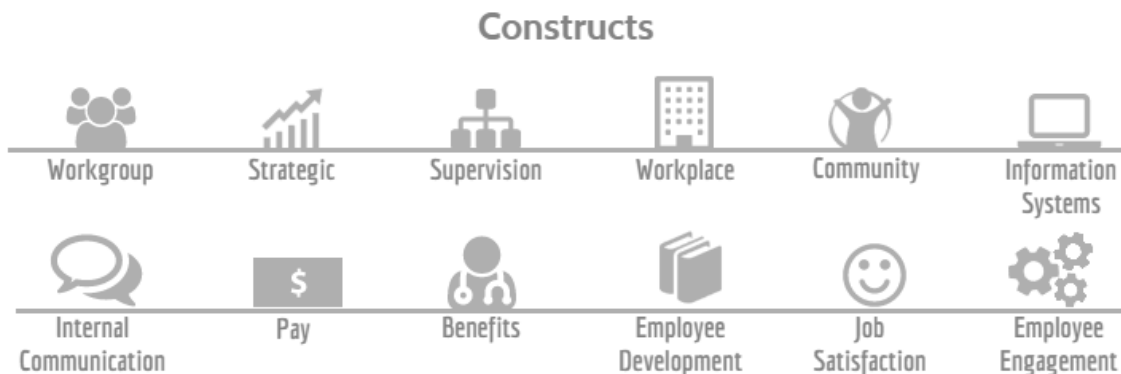 Constructs
Workgroup
Strategic
Supervision
Workplace
Community
Information
Systems
$
Internal
Communication
Pay
Benefits
Employee
Development
Job
Satisfaction
Employee
Engagement